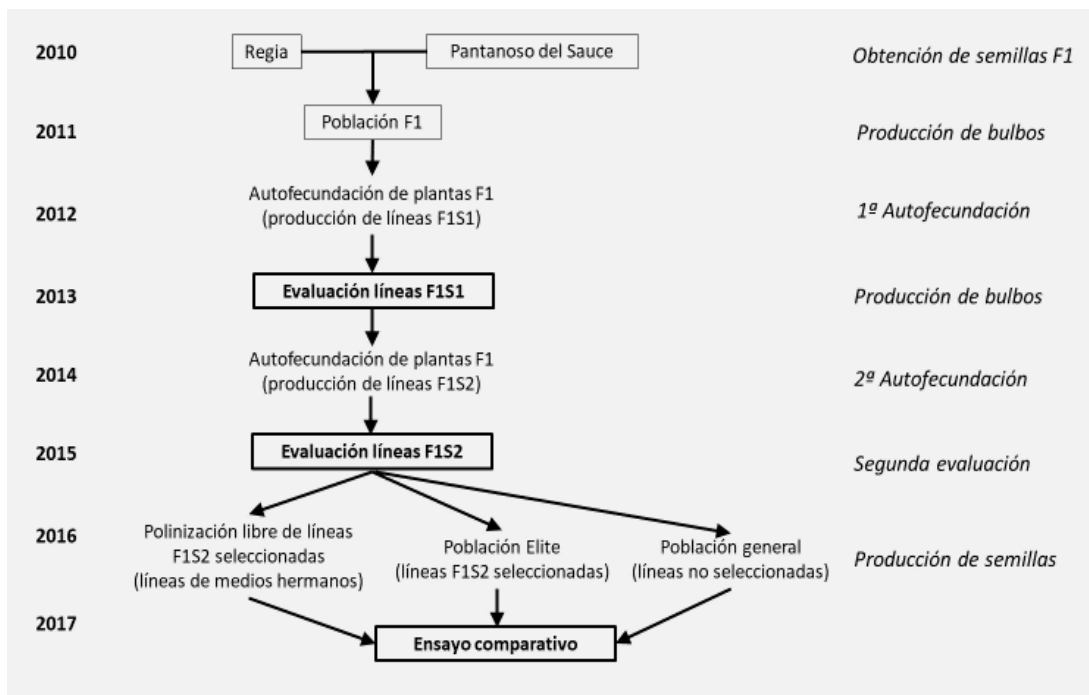 2010
Regia
Pantanoso del Sauce
Obtención de semillas F1
2011
Población F1
Producción de bulbos
2012
Autofecundación de plantas F1
(producción de líneas F1S1)
1ª Autofecundación
2013
Evaluación líneas F1S1
Producción de bulbos
2014
Autofecundación de plantas F1
(producción de líneas F1S2)
2ª Autofecundación
2015
Evaluación líneas F1S2
Segunda evaluación
2016
Polinización libre de líneas
F1S2 seleccionadas
(líneas de medios hermanos)
Población Elite
(líneas F1S2 seleccionadas)
Población general
(líneas no seleccionadas)
Producción de semillas
2017
Ensayo comparativo